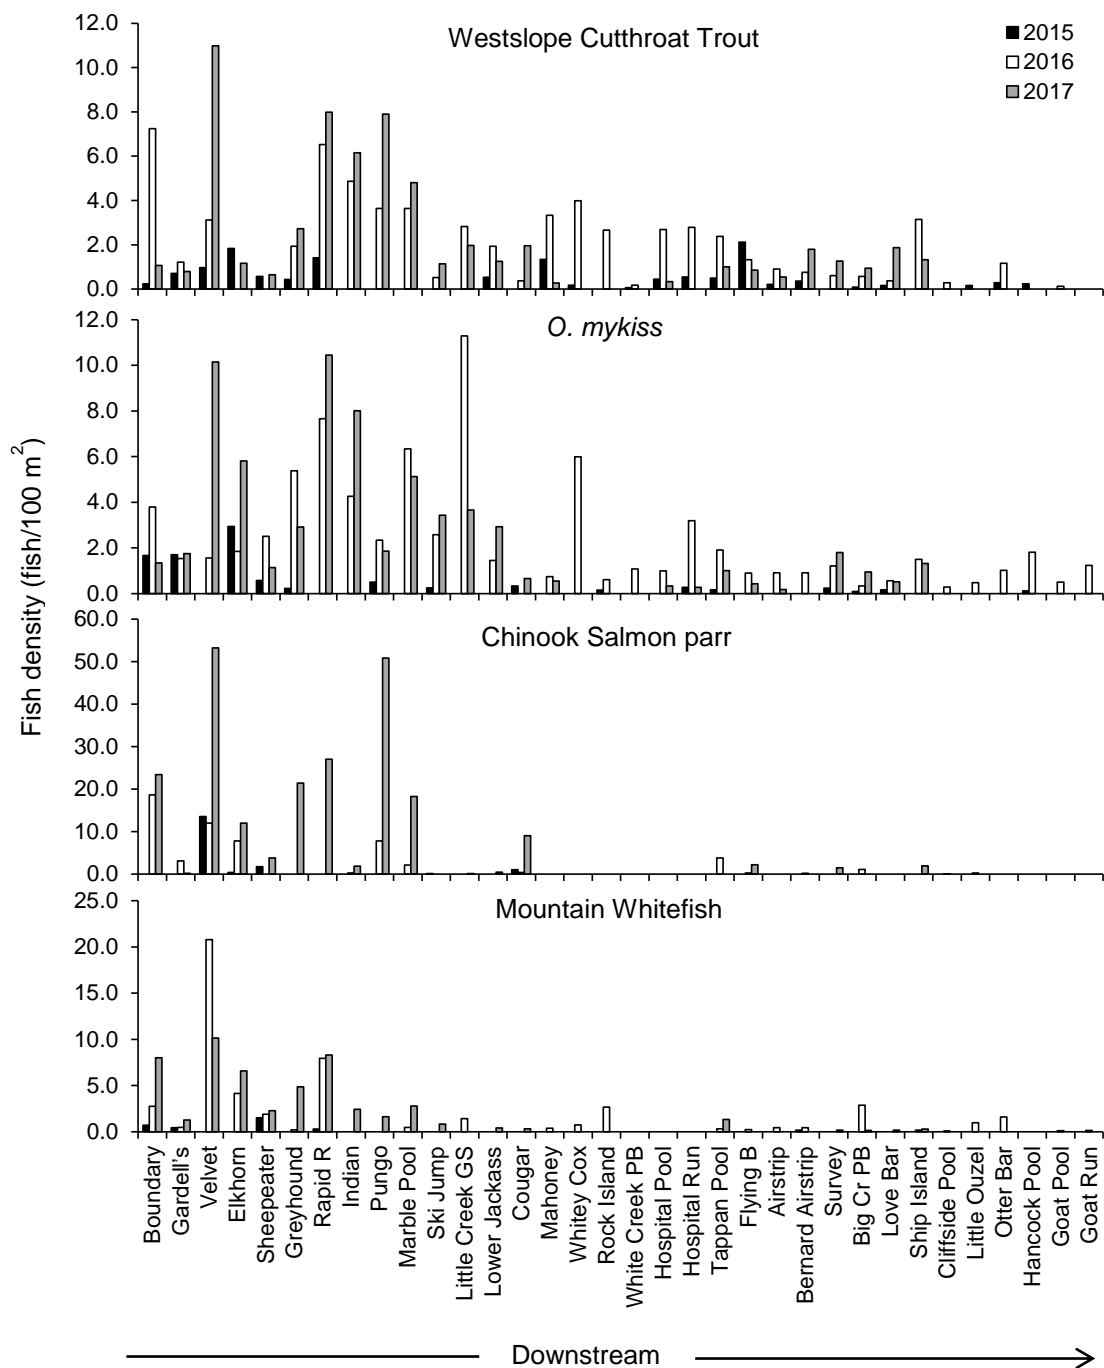 Westslope Cutthroat Trout
2015
2016
2017
12.0
10.0
8.0
6.0
4.0
2.0
0.0
O. mykiss
12.0
10.0
8.0
6.0
4.0
2.0
0.0
Fish density (fish/100 m²)
Chinook Salmon parr
60.0
50.0
40.0
30.0
20.0
10.0
0.0
Mountain Whitefish
25.0
20.0
15.0
10.0
5.0
0.0
Boundary
Gardell's
Velvet
Elkhorn
Sheepeater
Greyhound
Rapid R
Indian
Pungo
Marble Pool
Ski Jump
Little Creek GS
Lower Jackass
Cougar
Mahoney
Whitey Cox
Rock Island
White Creek PB
Hospital Pool
Hospital Run
Tappan Pool
Flying B
Airstrip
Bernard Airstrip
Survey
Big Cr PB
Love Bar
Ship Island
Cliffside Pool
Little Ouzel
Otter Bar
Hancock Pool
Goat Pool
Goat Run
Downstream